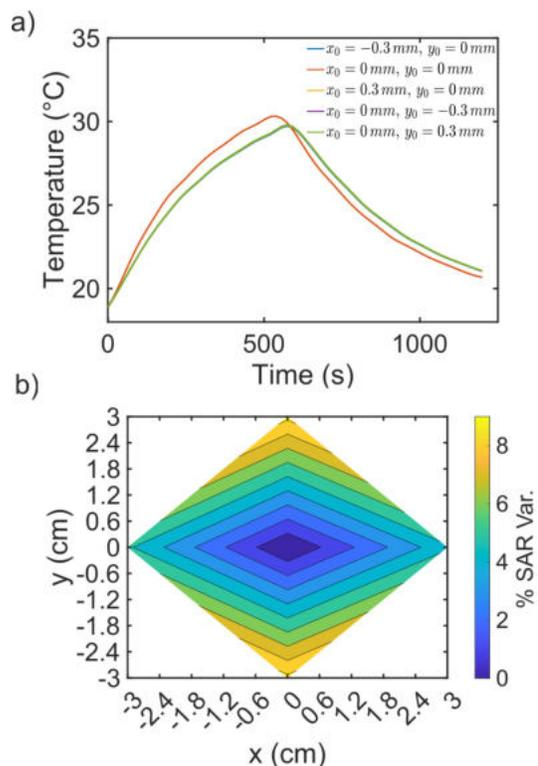 a)
35
30
25
20
Temperature (°C)
x₀ = −0.3 mm, y₀ = 0 mm
x₀ = 0 mm, y₀ = 0 mm
x₀ = 0.3 mm, y₀ = 0 mm
x₀ = 0 mm, y₀ = −0.3 mm
x₀ = 0 mm, y₀ = 0.3 mm
0 500 1000
Time (s)
b)
3
2.4
1.8
1.2
0.6
0
-0.6
-1.2
-1.8
-2.4
-3
y (cm)
-3 -2.4 -1.8 -1.2 -0.6 0 0.6 1.2 1.8 2.4 3
x (cm)
8
6
4
2
0
% SAR Var.